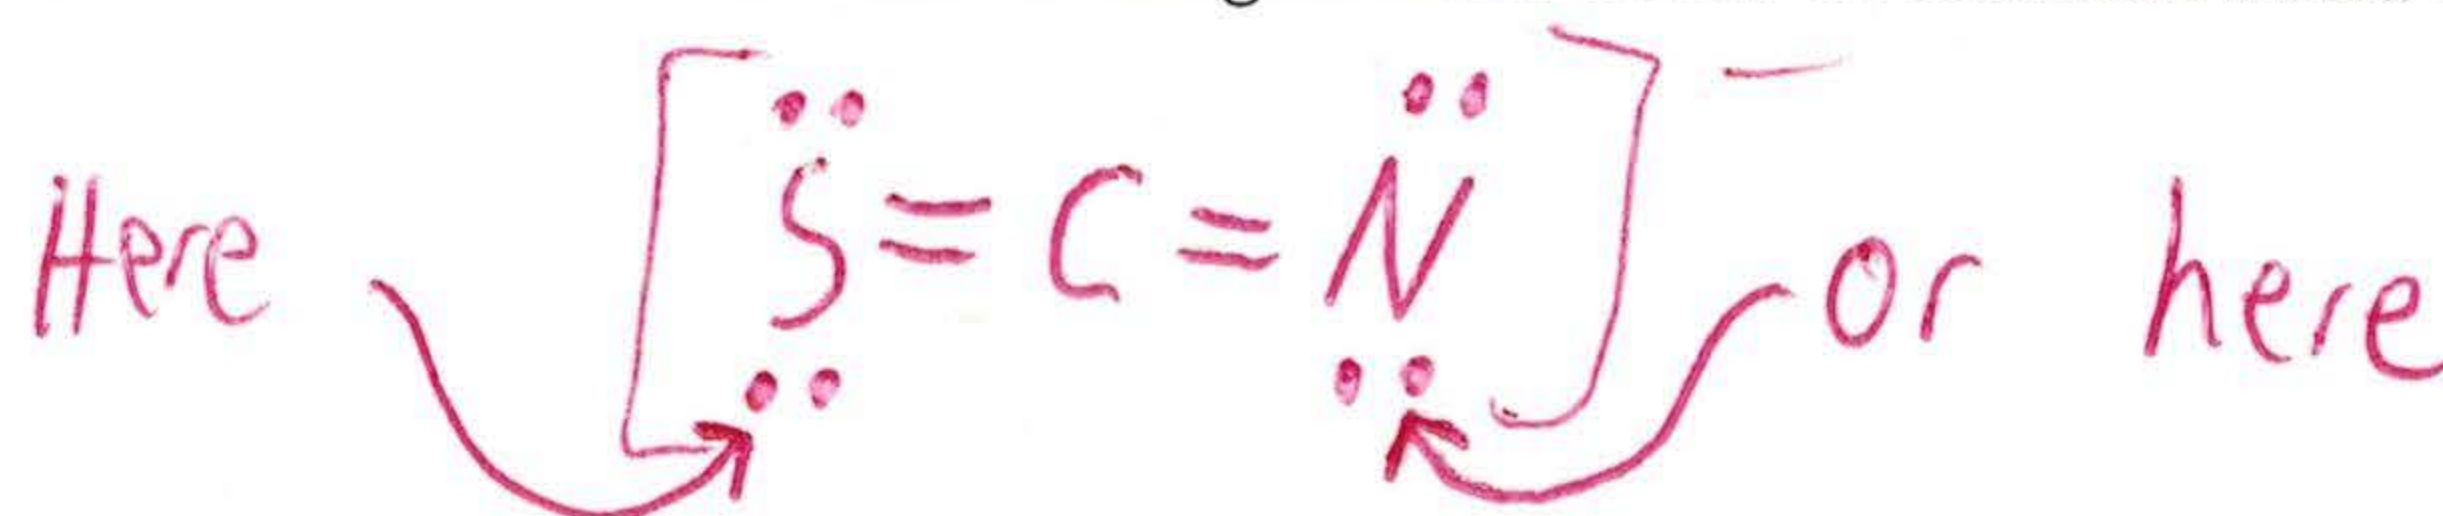 Here [S=C=N]⁻ or here